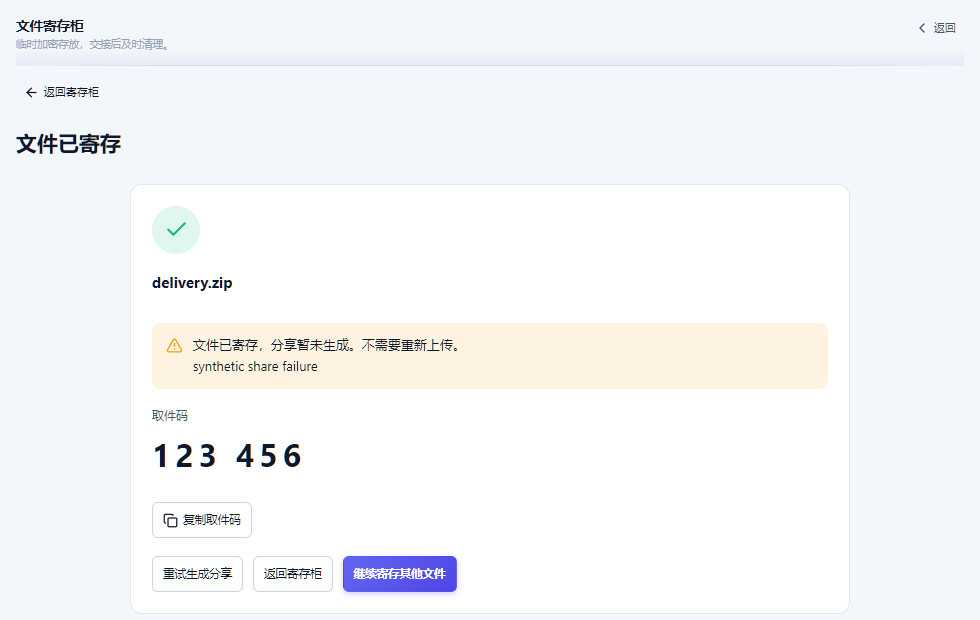 文件寄存柜
返回
临时加密存放，交接后及时清理。
返回寄存柜
文件已寄存
delivery.zip
文件已寄存，分享暂未生成。不需要重新上传。
synthetic share failure
取件码
123 456
复制取件码
重试生成分享
返回寄存柜
继续寄存其他文件